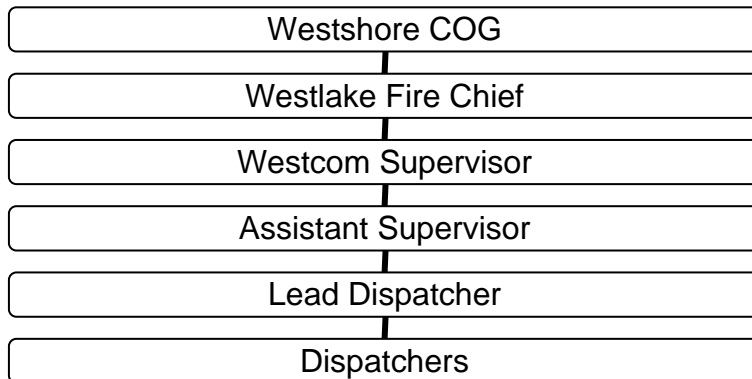 Westshore COG
Westlake Fire Chief
Westcom Supervisor
Assistant Supervisor
Lead Dispatcher
Dispatchers